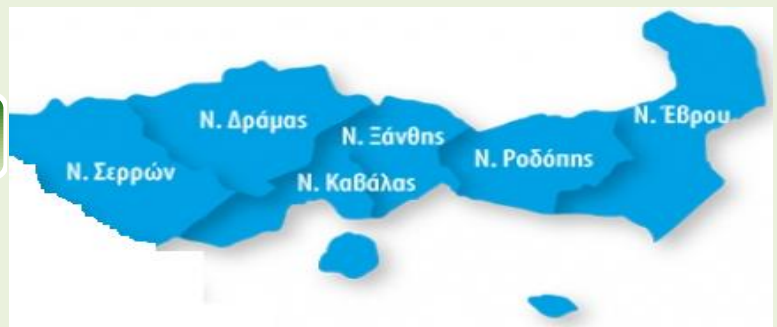 Ν. Έβρου
Ν. Δράμας
Ν. Ξάνθης
Ν. Ροδόπης
Ν. Σερρών
Ν. Καβάλας